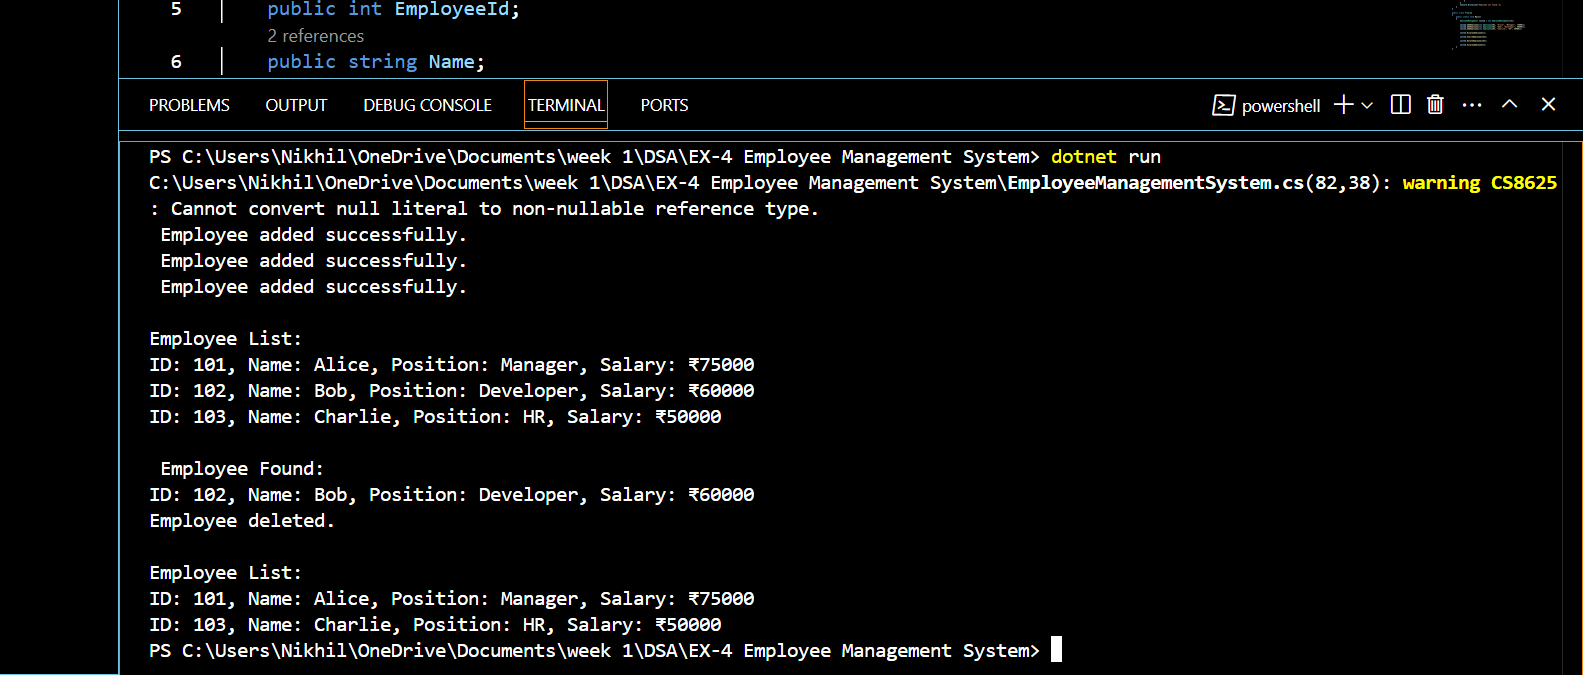 5 public int EmployeeId;
2 references
6 public string Name;
PROBLEMS OUTPUT DEBUG CONSOLE TERMINAL PORTS powershell
PS C:\Users\Nikhil\OneDrive\Documents\week 1\DSA\EX-4 Employee Management System> dotnet run
C:\Users\Nikhil\OneDrive\Documents\week 1\DSA\EX-4 Employee Management System\EmployeeManagementSystem.cs(82,38): warning CS8625
: Cannot convert null literal to non-nullable reference type.
Employee added successfully.
Employee added successfully.
Employee added successfully.
Employee List:
ID: 101, Name: Alice, Position: Manager, Salary: ₹75000
ID: 102, Name: Bob, Position: Developer, Salary: ₹60000
ID: 103, Name: Charlie, Position: HR, Salary: ₹50000
Employee Found:
ID: 102, Name: Bob, Position: Developer, Salary: ₹60000
Employee deleted.
Employee List:
ID: 101, Name: Alice, Position: Manager, Salary: ₹75000
ID: 103, Name: Charlie, Position: HR, Salary: ₹50000
PS C:\Users\Nikhil\OneDrive\Documents\week 1\DSA\EX-4 Employee Management System>